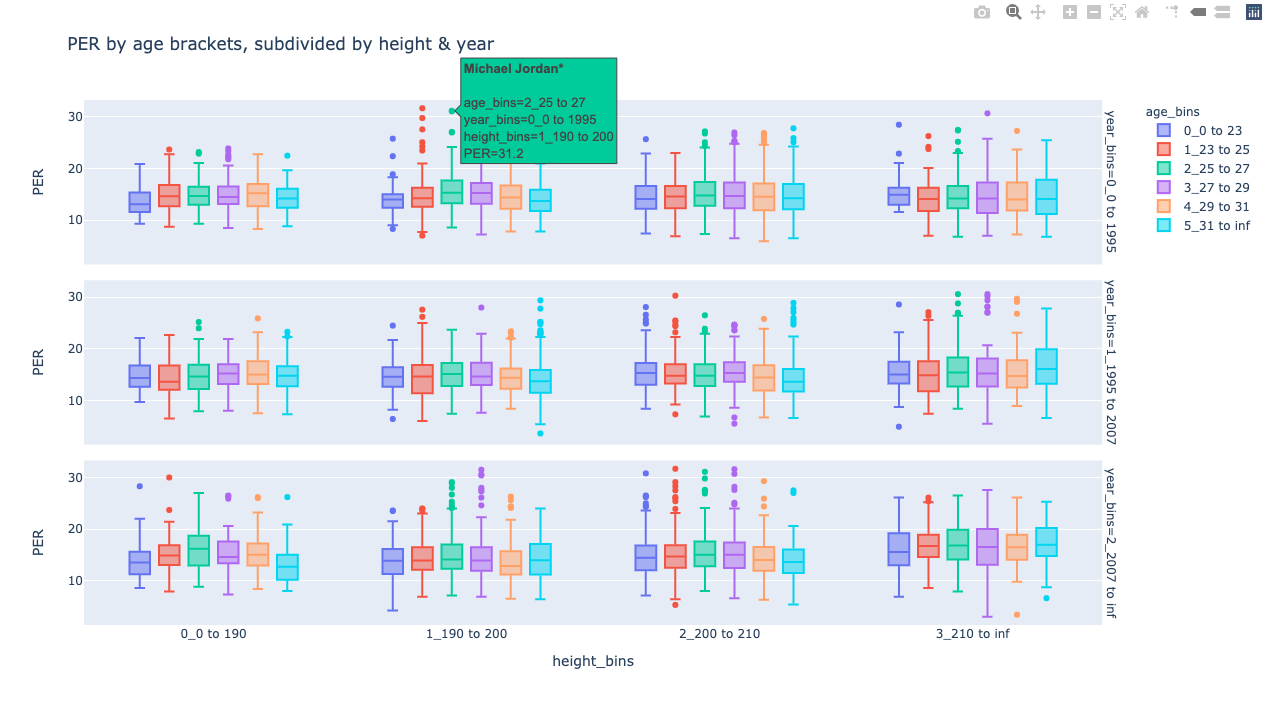 PER by age brackets, subdivided by height & year
Michael Jordan*
age_bins=2_25 to 27
year_bins=0_0 to 1995
height_bins=1_190 to 200
PER=31.2
30
20
10
PER
year_bins=0_0 to 1995
30
20
10
PER
year_bins=1_1995 to 2007
30
20
10
PER
year_bins=2_2007 to inf
0_0 to 190
1_190 to 200
2_200 to 210
3_210 to inf
height_bins
age_bins
0_0 to 23
1_23 to 25
2_25 to 27
3_27 to 29
4_29 to 31
5_31 to inf